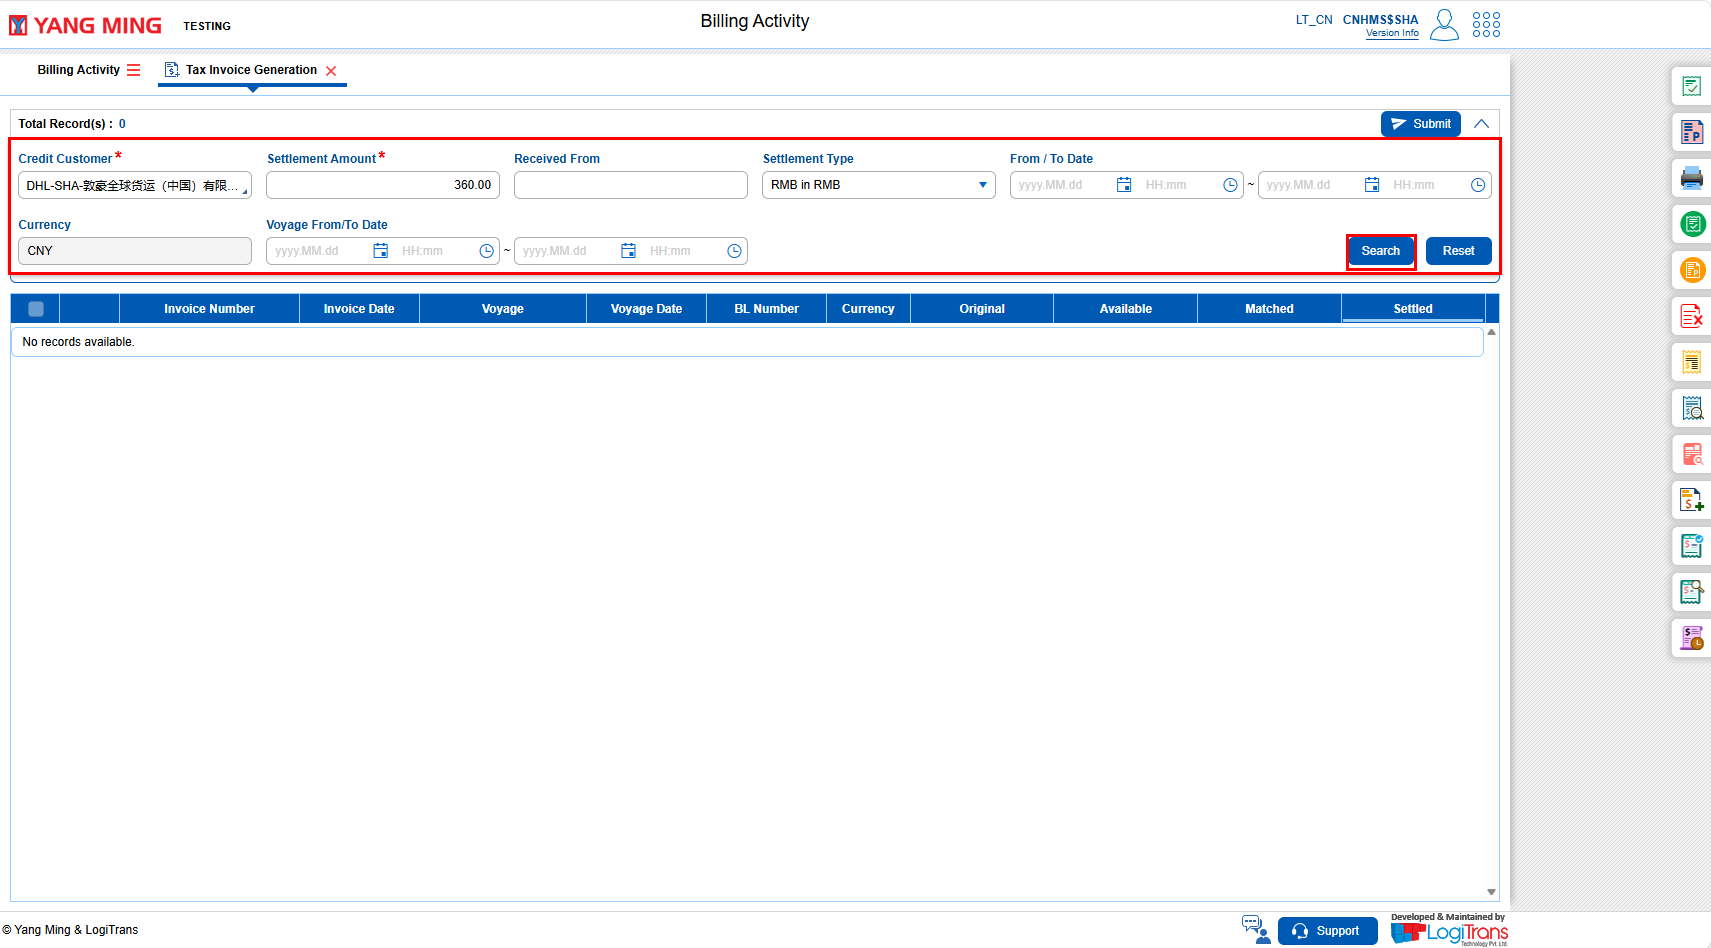 YANG MING
TESTING
Billing Activity
LT_CN
CNHMS$SHA
Version Info
Billing Activity
Tax Invoice Generation
Total Record(s) : 0
Submit
Credit Customer*
Settlement Amount*
Received From
Settlement Type
From / To Date
DHL-SHA-敦豪全球货运（中国）有限...
360.00
RMB in RMB
yyyy.MM.dd HH:mm ~ yyyy.MM.dd HH:mm
Currency
Voyage From/To Date
CNY
yyyy.MM.dd HH:mm ~ yyyy.MM.dd HH:mm
Search
Reset
Invoice Number Invoice Date Voyage Voyage Date BL Number Currency Original Available Matched Settled
No records available.
© Yang Ming & LogiTrans
Support
Developed & Maintained by
LogiTrans
Technology Pvt. Ltd.